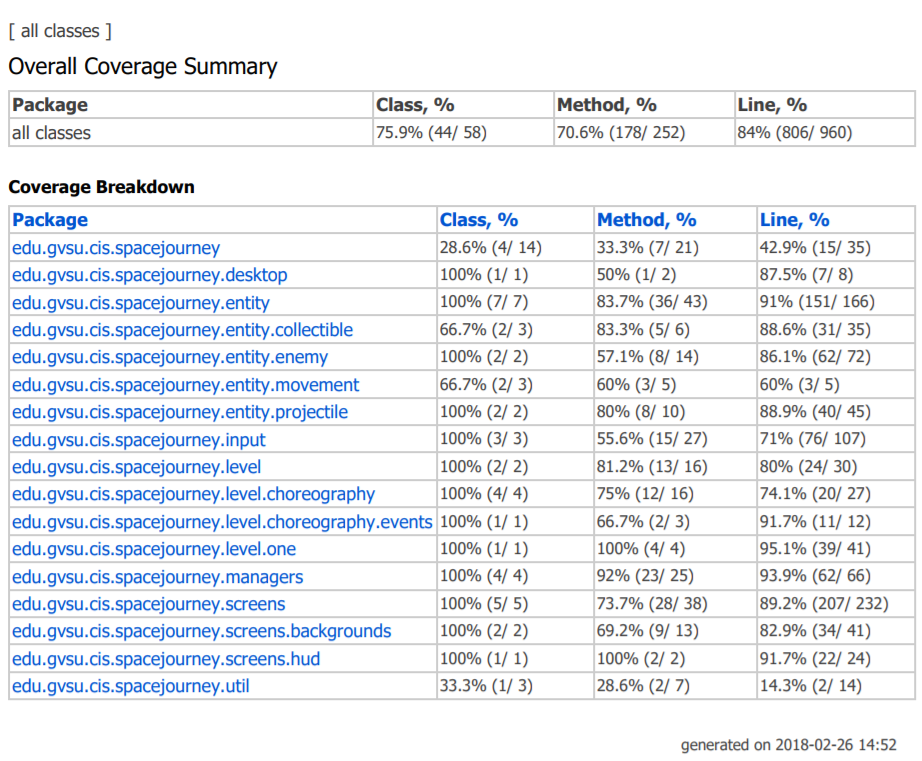 [ all classes ]
Overall Coverage Summary
Package Class, % Method, % Line, %
all classes 75.9% (44/ 58) 70.6% (178/ 252) 84% (806/ 960)
Coverage Breakdown
Package Class, % Method, % Line, %
edu.gvsu.cis.spacejourney 28.6% (4/ 14) 33.3% (7/ 21) 42.9% (15/ 35)
edu.gvsu.cis.spacejourney.desktop 100% (1/ 1) 50% (1/ 2) 87.5% (7/ 8)
edu.gvsu.cis.spacejourney.entity 100% (7/ 7) 83.7% (36/ 43) 91% (151/ 166)
edu.gvsu.cis.spacejourney.entity.collectible 66.7% (2/ 3) 83.3% (5/ 6) 88.6% (31/ 35)
edu.gvsu.cis.spacejourney.entity.enemy 100% (2/ 2) 57.1% (8/ 14) 86.1% (62/ 72)
edu.gvsu.cis.spacejourney.entity.movement 66.7% (2/ 3) 60% (3/ 5) 60% (3/ 5)
edu.gvsu.cis.spacejourney.entity.projectile 100% (2/ 2) 80% (8/ 10) 88.9% (40/ 45)
edu.gvsu.cis.spacejourney.input 100% (3/ 3) 55.6% (15/ 27) 71% (76/ 107)
edu.gvsu.cis.spacejourney.level 100% (2/ 2) 81.2% (13/ 16) 80% (24/ 30)
edu.gvsu.cis.spacejourney.level.choreography 100% (4/ 4) 75% (12/ 16) 74.1% (20/ 27)
edu.gvsu.cis.spacejourney.level.choreography.events 100% (1/ 1) 66.7% (2/ 3) 91.7% (11/ 12)
edu.gvsu.cis.spacejourney.level.one 100% (1/ 1) 100% (4/ 4) 95.1% (39/ 41)
edu.gvsu.cis.spacejourney.managers 100% (4/ 4) 92% (23/ 25) 93.9% (62/ 66)
edu.gvsu.cis.spacejourney.screens 100% (5/ 5) 73.7% (28/ 38) 89.2% (207/ 232)
edu.gvsu.cis.spacejourney.screens.backgrounds 100% (2/ 2) 69.2% (9/ 13) 82.9% (34/ 41)
edu.gvsu.cis.spacejourney.screens.hud 100% (1/ 1) 100% (2/ 2) 91.7% (22/ 24)
edu.gvsu.cis.spacejourney.util 33.3% (1/ 3) 28.6% (2/ 7) 14.3% (2/ 14)
generated on 2018-02-26 14:52